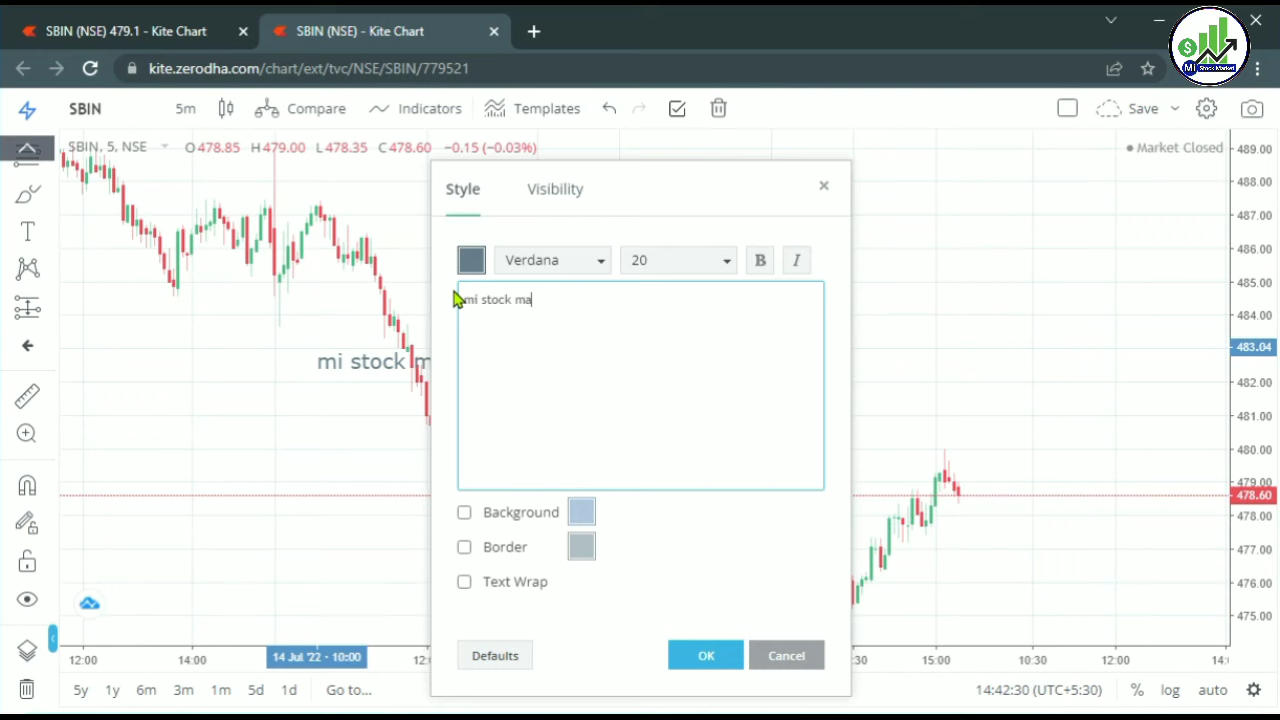 SBIN (NSE) 479.1 - Kite Chart
SBIN (NSE) - Kite Chart
$
MI Stock Market
kite.zerodha.com/chart/ext/tvc/NSE/SBIN/779521
SBIN 5m Compare Indicators Templates Save
SBIN, 5, NSE O478.85 H479.00 L478.35 C478.60 −0.15 (−0.03%)
Market Closed
Style Visibility
Verdana 20 B I
mi stock ma
mi stock m
Background
Border
Text Wrap
Defaults OK Cancel
489.00
488.00
487.00
486.00
485.00
484.00
483.04
482.00
481.00
480.00
479.00
478.60
478.00
477.00
476.00
475.00
12:00 14:00 14 Jul '22 - 10:00 12:0 :30 15:00 10:30 12:00 14:
5y 1y 6m 3m 1m 5d 1d Go to... 14:42:30 (UTC+5:30) % log auto